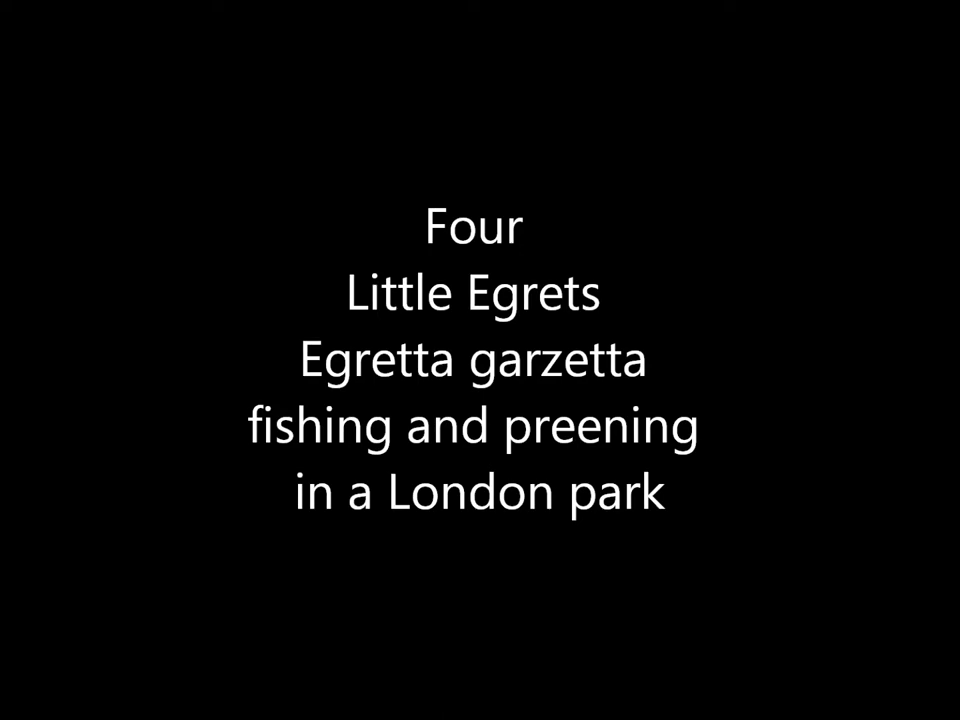 Four
Little Egrets
Egretta garzetta
fishing and preening
in a London park